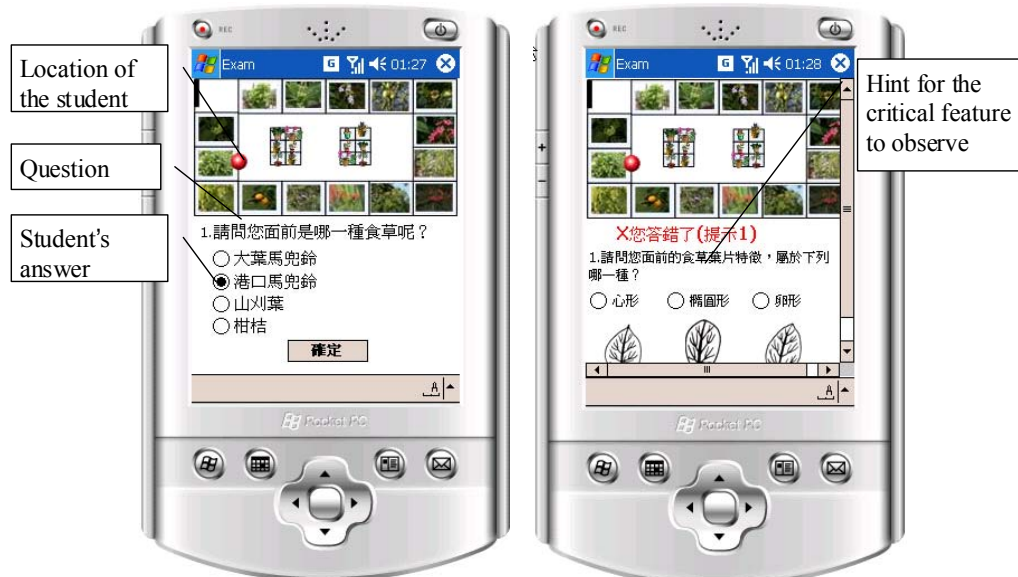 REC
Exam
G
01:27
Location of
the student
Question
Student's
answer
1.請問您面前是哪一種食草呢？
大葉馬兜鈴
港口馬兜鈴
山刈葉
柑桔
確定
A
Pocket PC
REC
Exam
G
01:28
Hint for the
critical feature
to observe
X您答錯了(提示1)
1.請問您面前的食草葉片特徵，屬於下列
哪一種？
心形
橢圓形
卵形
A
Pocket PC